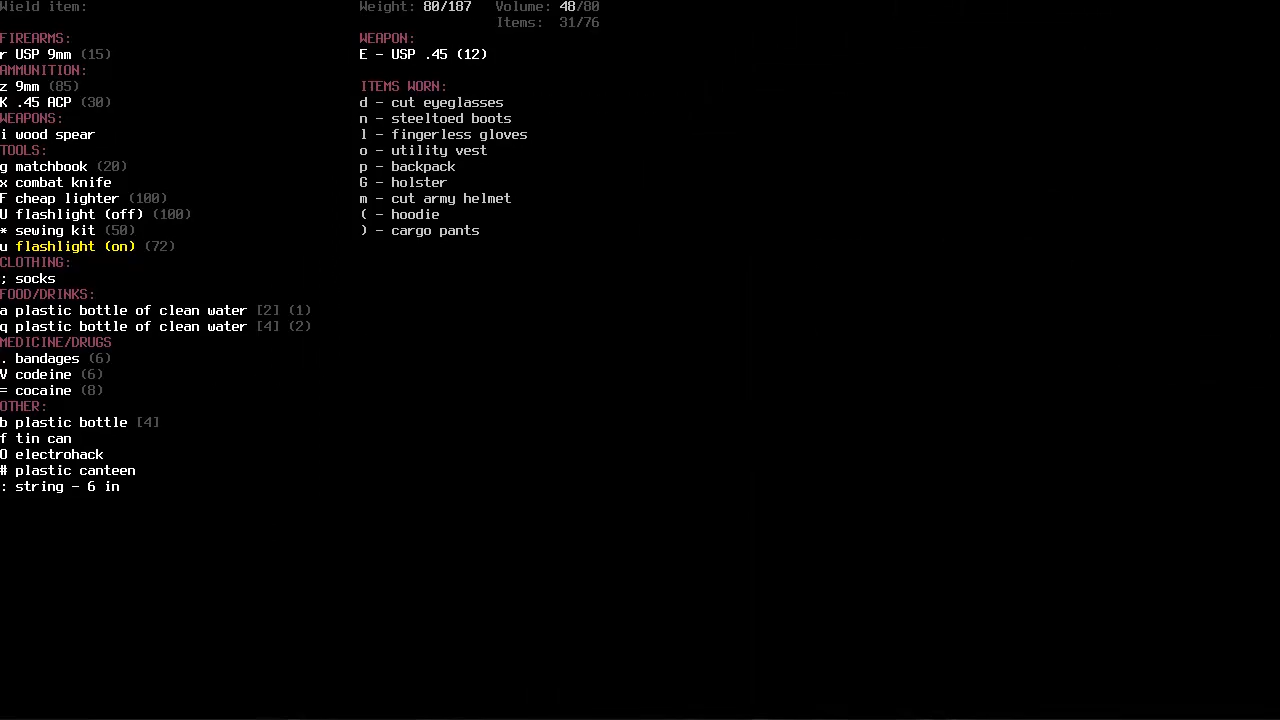 Wield item:
Weight: 80/187 Volume: 48/80
Items: 31/76
FIREARMS:
r USP 9mm (15)
AMMUNITION:
z 9mm (85)
K .45 ACP (30)
WEAPONS:
i wood spear
TOOLS:
g matchbook (20)
x combat knife
F cheap lighter (100)
U flashlight (off) (100)
* sewing kit (50)
u flashlight (on) (72)
CLOTHING:
; socks
FOOD/DRINKS:
a plastic bottle of clean water [2] (1)
q plastic bottle of clean water [4] (2)
MEDICINE/DRUGS
. bandages (6)
V codeine (6)
= cocaine (8)
OTHER:
b plastic bottle [4]
f tin can
O electrohack
# plastic canteen
: string - 6 in
WEAPON:
E - USP .45 (12)
ITEMS WORN:
d - cut eyeglasses
n - steeltoed boots
l - fingerless gloves
o - utility vest
p - backpack
G - holster
m - cut army helmet
( - hoodie
) - cargo pants